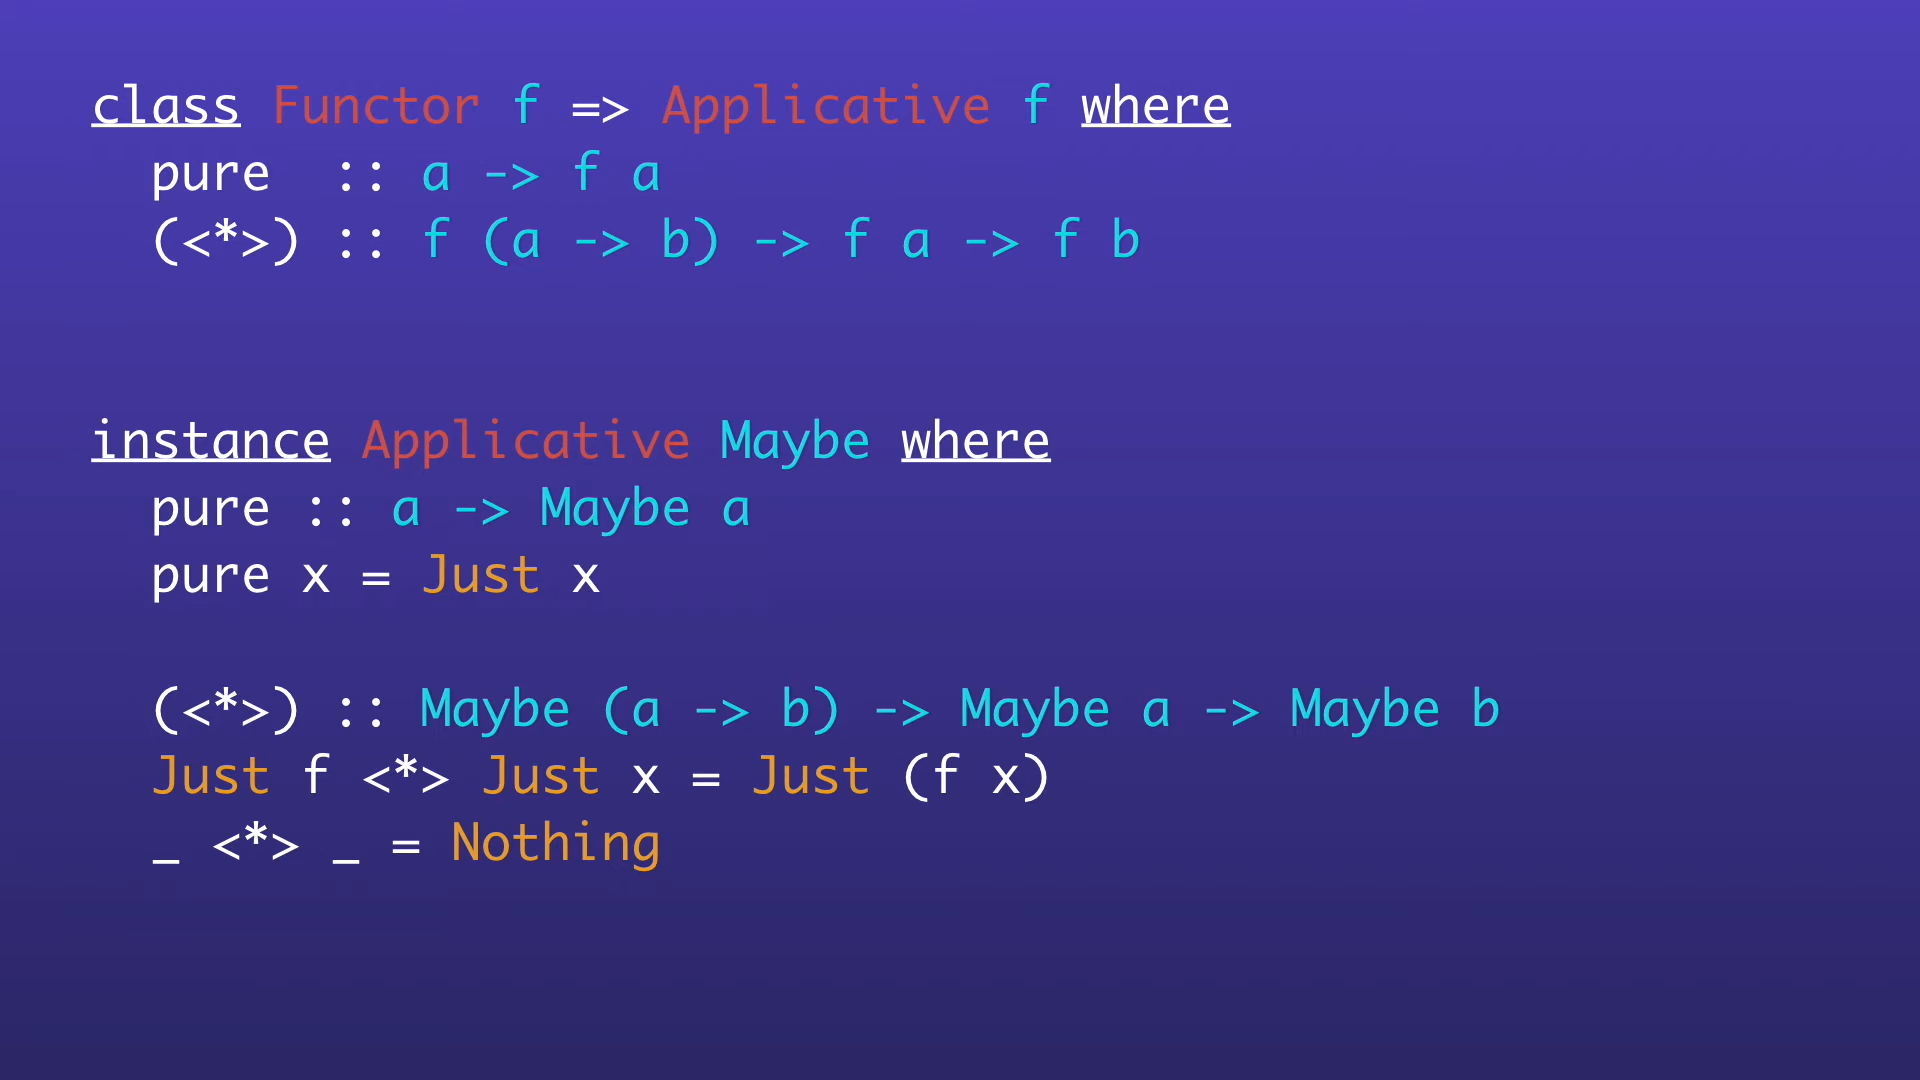 class Functor f => Applicative f where
  pure  :: a -> f a
  (<*>) :: f (a -> b) -> f a -> f b
instance Applicative Maybe where
  pure :: a -> Maybe a
  pure x = Just x
  (<*>) :: Maybe (a -> b) -> Maybe a -> Maybe b
  Just f <*> Just x = Just (f x)
  _ <*> _ = Nothing